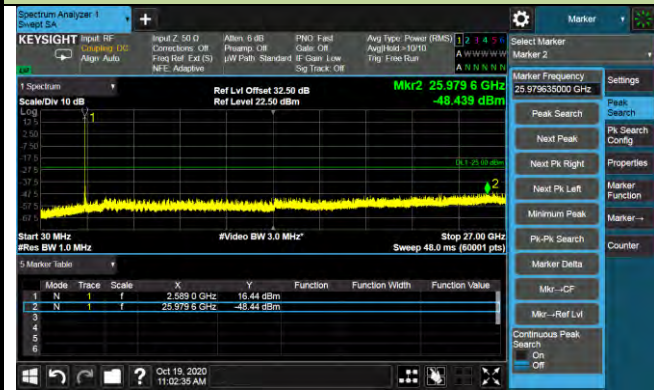 Spectrum Analyzer 1
Swept SA
+
Marker
KEYSIGHT
Input: RF
Coupling: DC
Align: Auto
Input Z: 50 Ω
Corrections: Off
Freq Ref: Ext (S)
NFE: Adaptive
Atten: 6 dB
Preamp: Off
µW Path: Standard
PNO: Fast
Gate: Off
IF Gain: Low
Sig Track: Off
Avg Type: Power (RMS)
Avg|Hold:>10/10
Trig: Free Run
1 2 3 4 5 6
A W W W W W
A N N N N N
Select Marker
Marker 2
Marker Frequency
25.979635000 GHz
Settings
Peak Search
Next Peak
Next Pk Right
Next Pk Left
Minimum Peak
Pk-Pk Search
Marker Delta
Mkr→CF
Mkr→Ref Lvl
Continuous Peak
Search
On
Off
Peak
Search
Pk Search
Config
Properties
Marker
Function
Marker→
Counter
1 Spectrum
Scale/Div 10 dB
Ref Lvl Offset 32.50 dB
Ref Level 22.50 dBm
Mkr2 25.979 6 GHz
-48.439 dBm
Log
12.5
2.50
-7.50
-17.5
-27.5
-37.5
-47.5
-57.5
-67.5
1
DL1 -25.00 dBm
2
Start 30 MHz
#Res BW 1.0 MHz
#Video BW 3.0 MHz*
Stop 27.00 GHz
Sweep 48.0 ms (60001 pts)
5 Marker Table
Mode Trace Scale X Y Function Function Width Function Value
1 N 1 f 2.589 0 GHz 16.44 dBm
2 N 1 f 25.979 6 GHz -48.44 dBm
3
4
5
6
?
Oct 19, 2020
11:02:35 AM